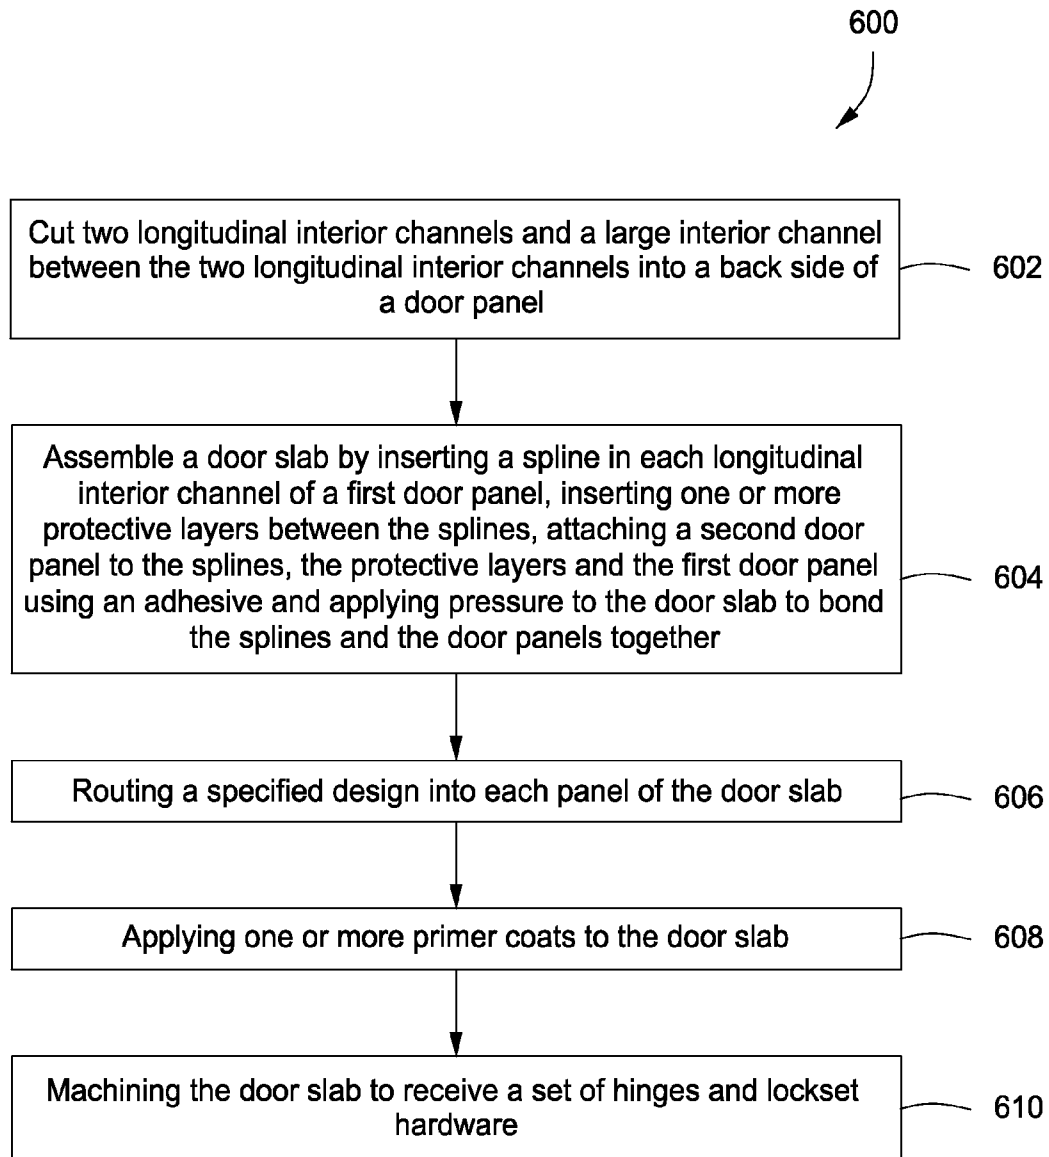 600
Cut two longitudinal interior channels and a large interior channel
between the two longitudinal interior channels into a back side of
a door panel
602
Assemble a door slab by inserting a spline in each longitudinal
interior channel of a first door panel, inserting one or more
protective layers between the splines, attaching a second door
panel to the splines, the protective layers and the first door panel
using an adhesive and applying pressure to the door slab to bond
the splines and the door panels together
604
Routing a specified design into each panel of the door slab
606
Applying one or more primer coats to the door slab
608
Machining the door slab to receive a set of hinges and lockset
hardware
610